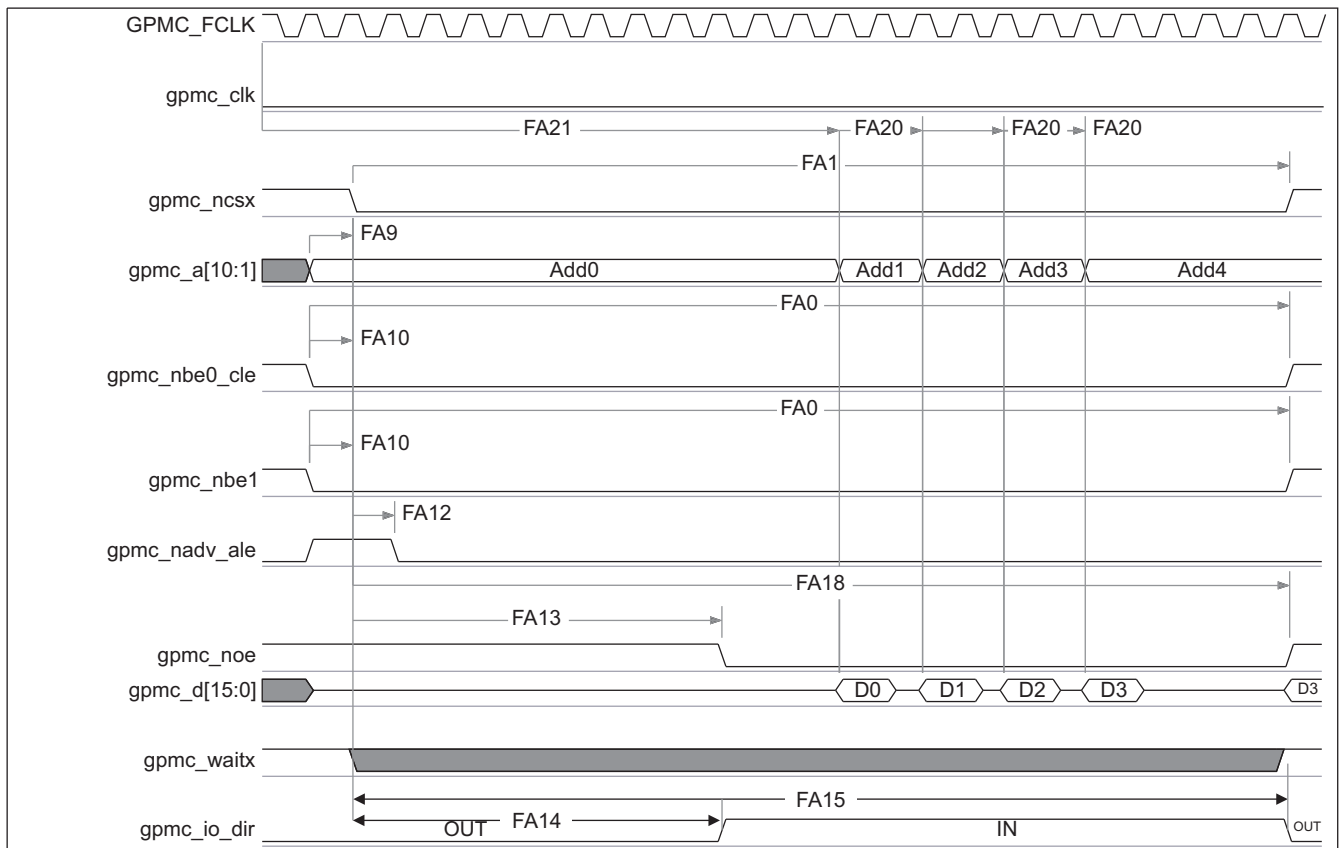 GPMC_FCLK
gpmc_clk
FA21 FA20 FA20 FA20
FA1
gpmc_ncsx
FA9
gpmc_a[10:1] Add0 Add1 Add2 Add3 Add4
FA0
FA10
gpmc_nbe0_cle
FA0
FA10
gpmc_nbe1
FA12
gpmc_nadv_ale
FA18
FA13
gpmc_noe
gpmc_d[15:0] D0 D1 D2 D3 D3
gpmc_waitx
FA15
FA14
gpmc_io_dir OUT IN OUT